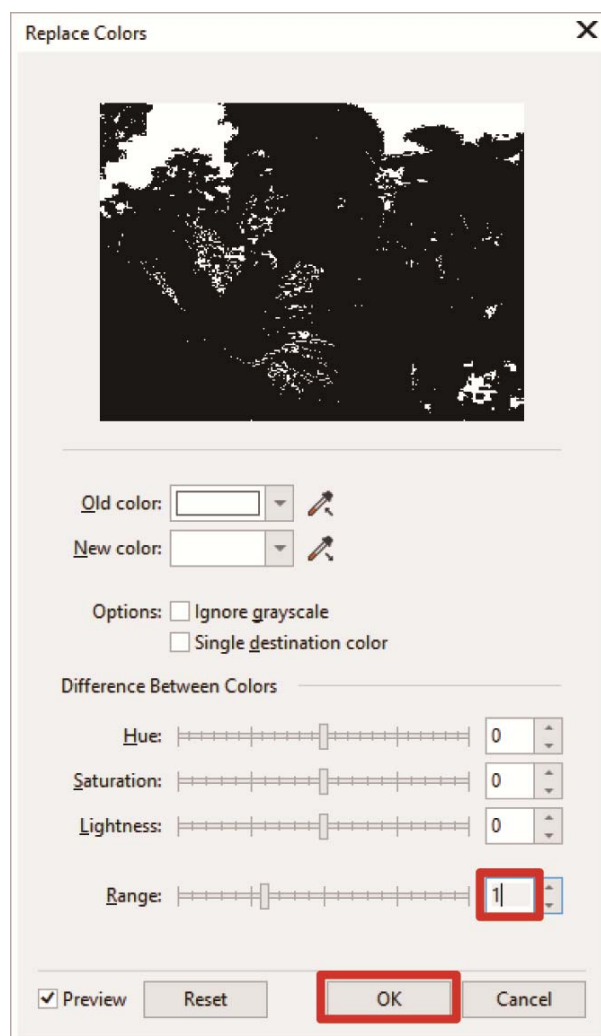 Replace Colors
Old color:
New color:
Options: Ignore grayscale
Single destination color
Difference Between Colors
Hue: 0
Saturation: 0
Lightness: 0
Range: 1
Preview Reset OK Cancel